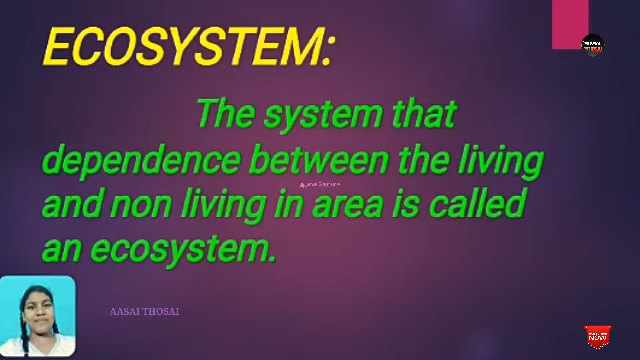 ECOSYSTEM:
The system that
dependence between the living
and non living in area is called
an ecosystem.
AASAI THOSAI
NOW